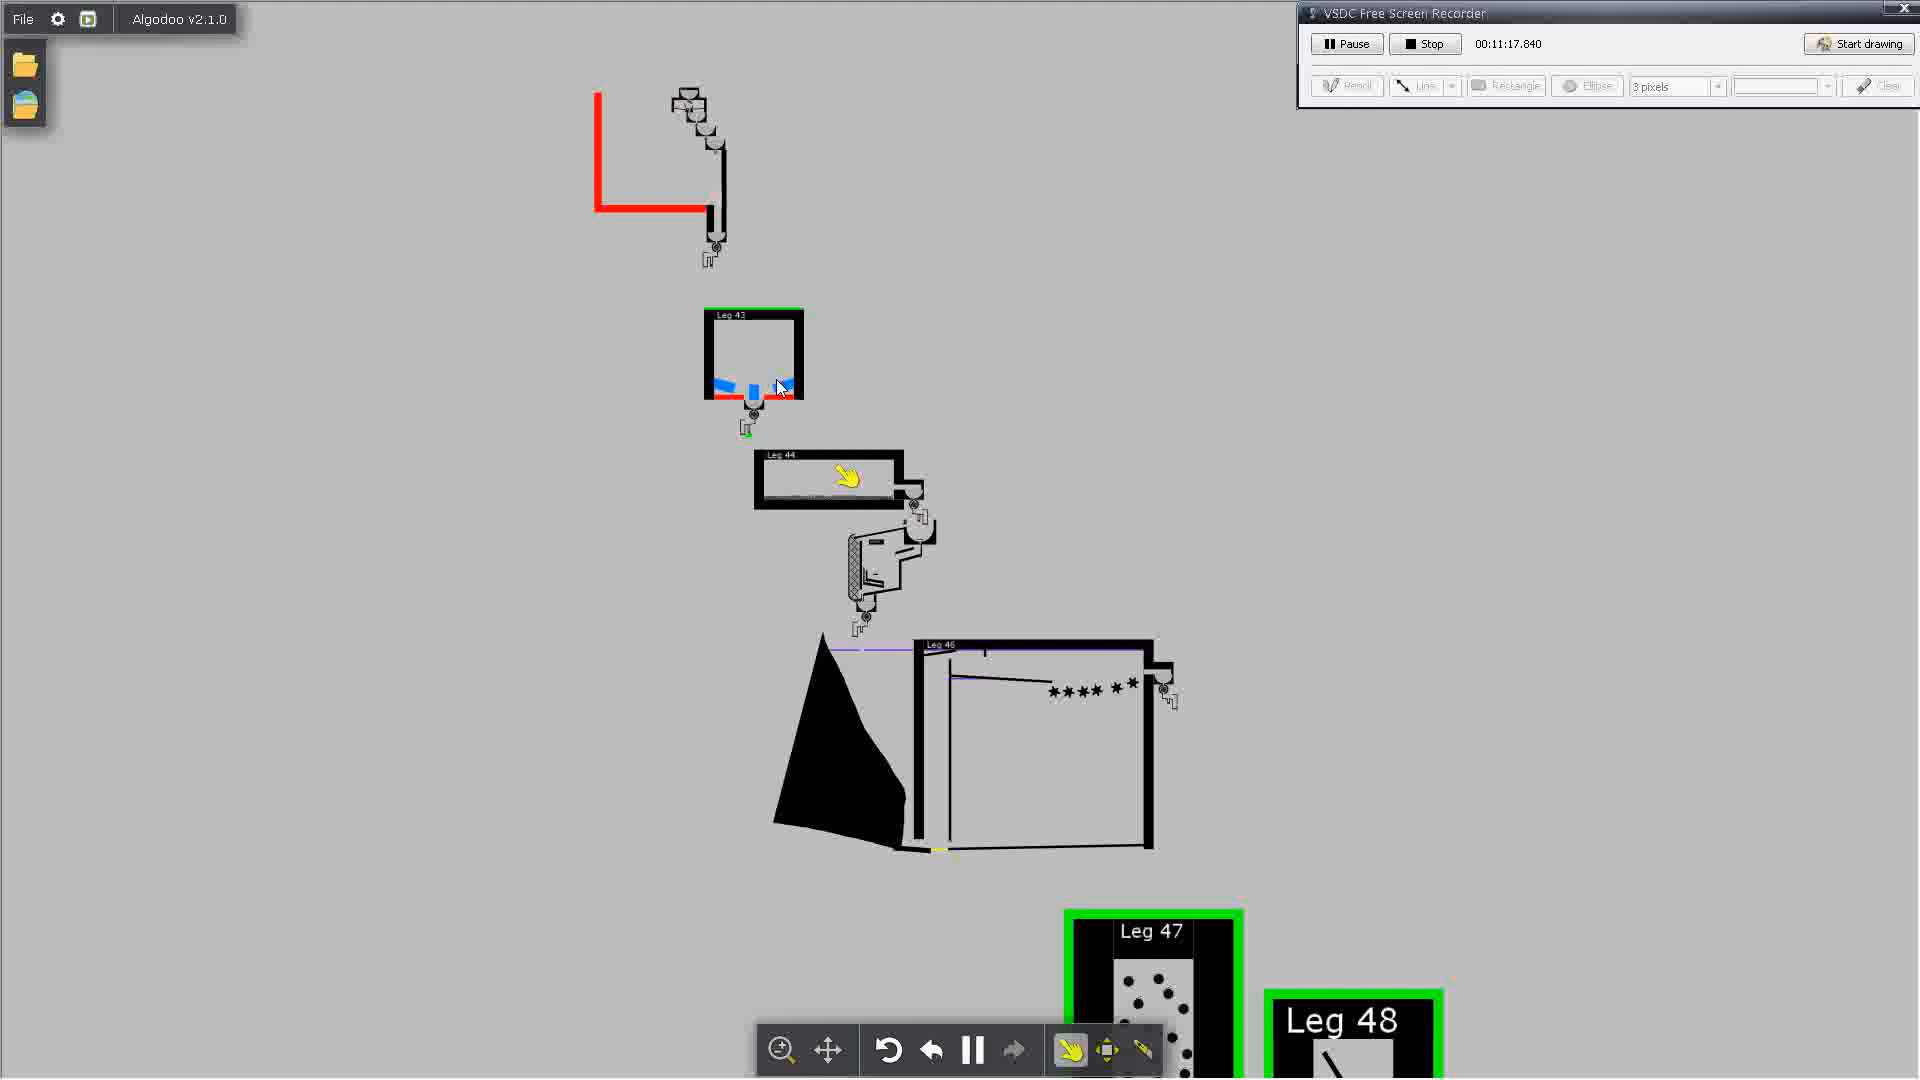 File
Algodoo v2.1.0
VSDC Free Screen Recorder
Pause
Stop
00:11:17.840
Start drawing
Pencil
Line
Rectangle
Ellipse
3 pixels
Clear
Leg 43
Leg 44
Leg 46
Leg 47
Leg 48